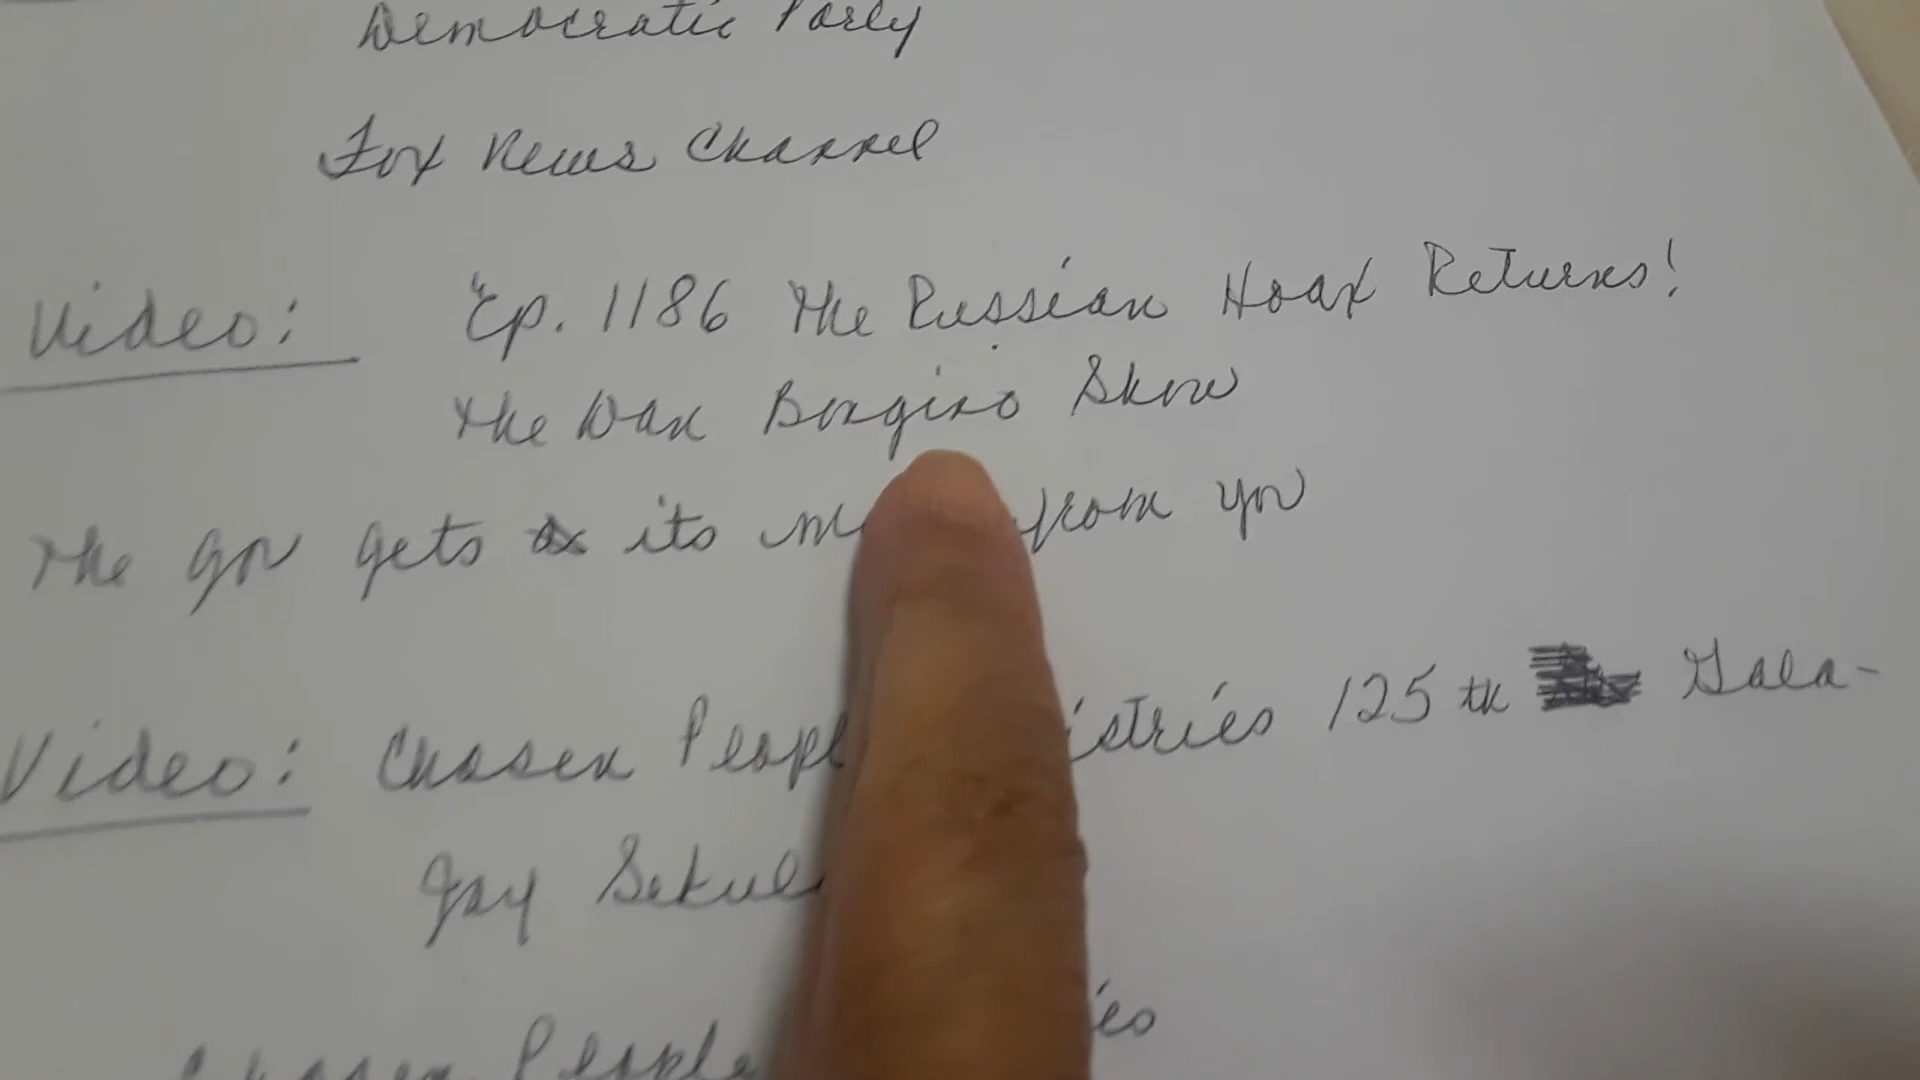 Democratic Party
Fox News Channel
Video: Ep. 1186 The Russian Hoax Returns!
The Dan Bongino Show
The gov gets its from you
Video: Chosen 125th Gala-
Jay
Chosen People